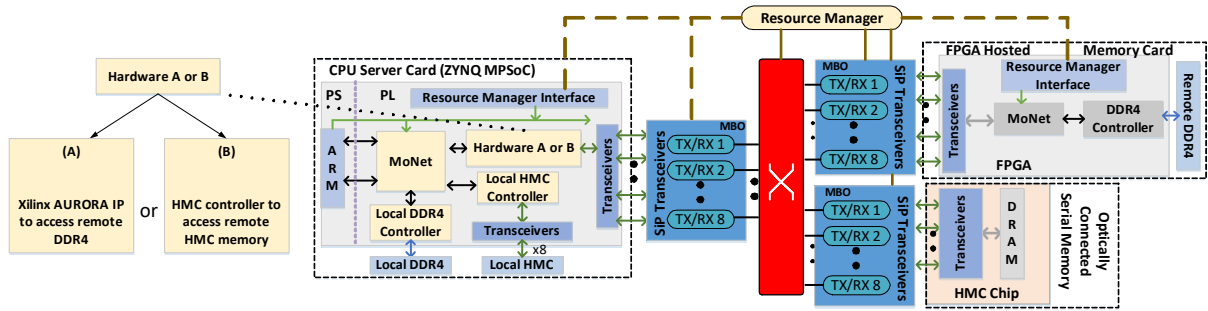 Resource Manager
Hardware A or B
(A)
Xilinx AURORA IP
to access remote
DDR4
or
(B)
HMC controller to
access remote
HMC memory
CPU Server Card (ZYNQ MPSoC)
PS
PL
Resource Manager Interface
A
R
M
MoNet
Hardware A or B
Local HMC
Controller
Local DDR4
Controller
Transceivers
x8
Local DDR4
Local HMC
Transceivers
MBO
SiP Transceivers
TX/RX 1
TX/RX 2
TX/RX 8
MBO
TX/RX 1
TX/RX 2
TX/RX 8
SiP Transceivers
MBO
TX/RX 1
TX/RX 2
TX/RX 8
SiP Transceivers
FPGA Hosted
Memory Card
Resource Manager
Interface
Transceivers
MoNet
DDR4
Controller
FPGA
Remote DDR4
Transceivers
D
R
A
M
HMC Chip
Optically
Connected
Serial Memory